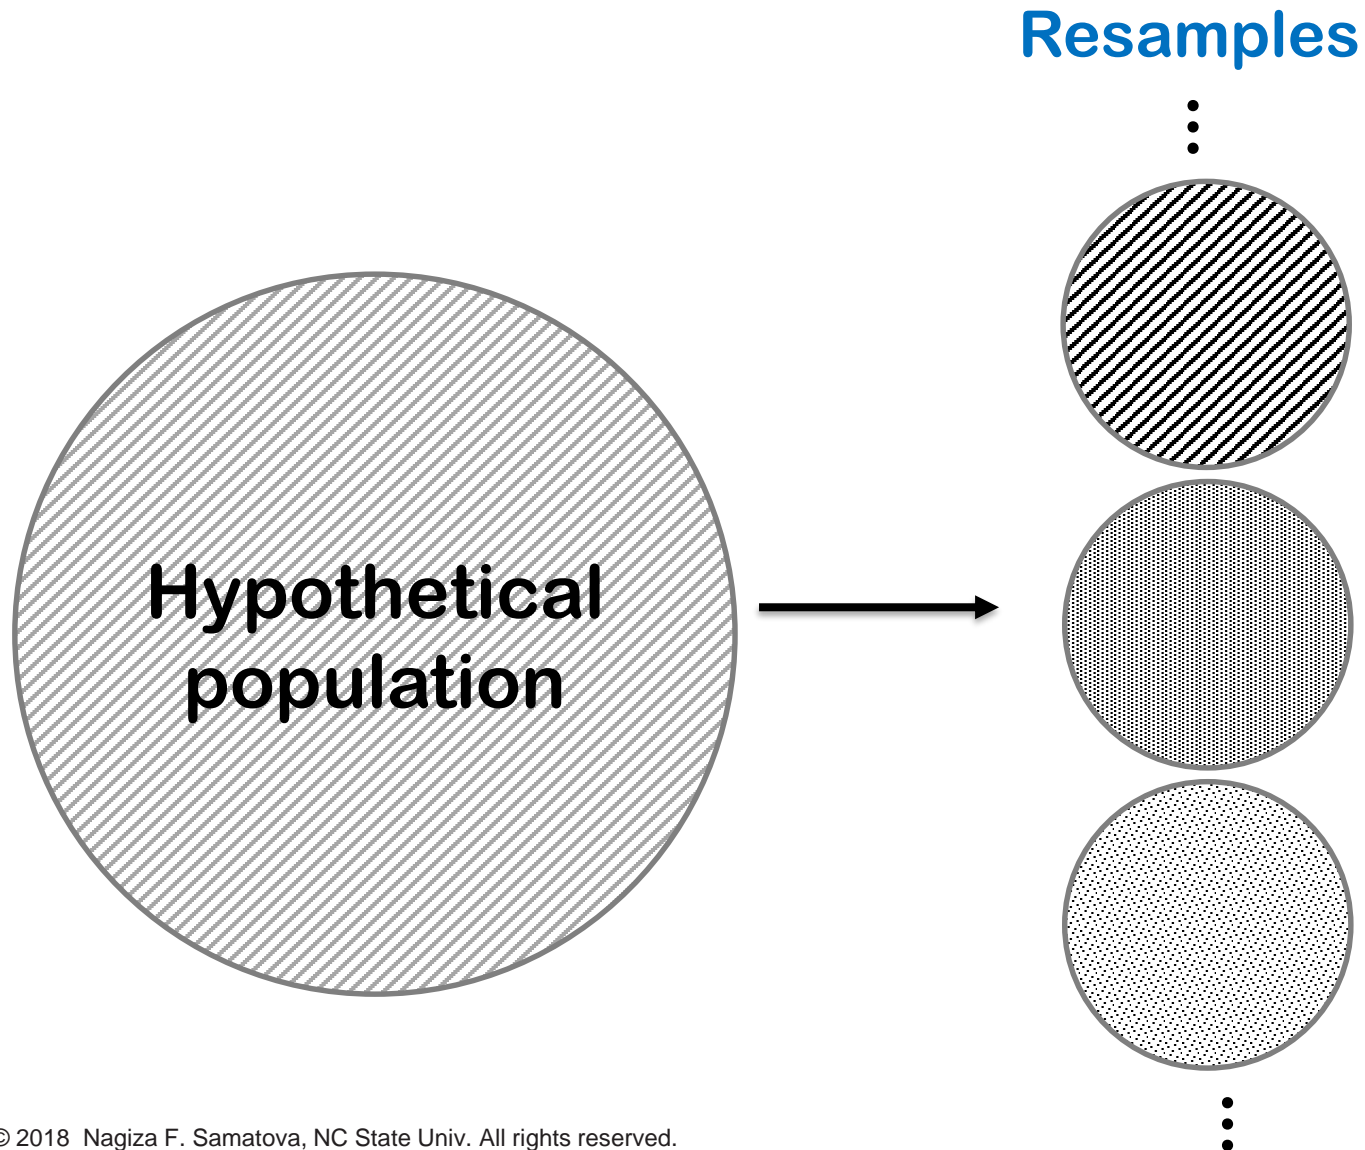 Resamples
Hypothetical
population
© 2018 Nagiza F. Samatova, NC State Univ. All rights reserved.